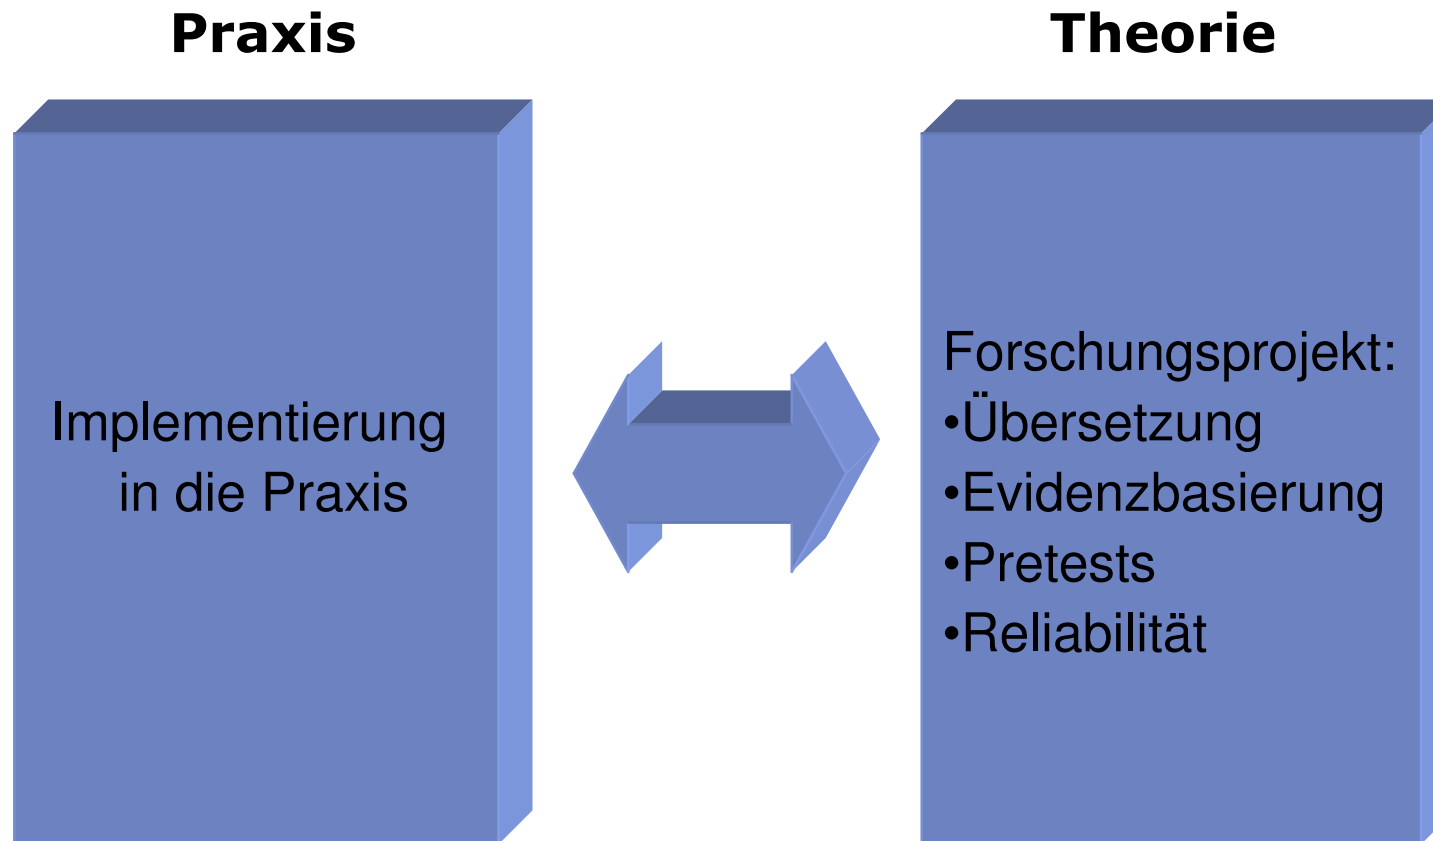 Praxis
Theorie
Implementierung
in die Praxis
Forschungsprojekt:
•Übersetzung
•Evidenzbasierung
•Pretests
•Reliabilität